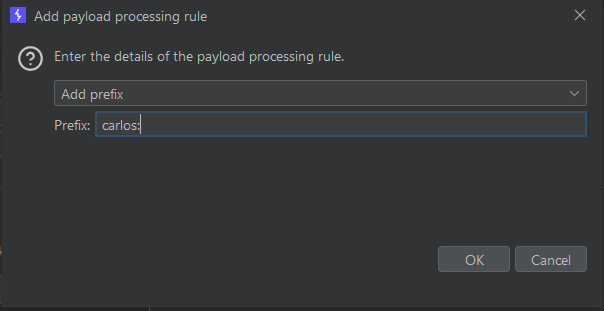 Add payload processing rule
Enter the details of the payload processing rule.
Add prefix
Prefix: carlos:
OK Cancel